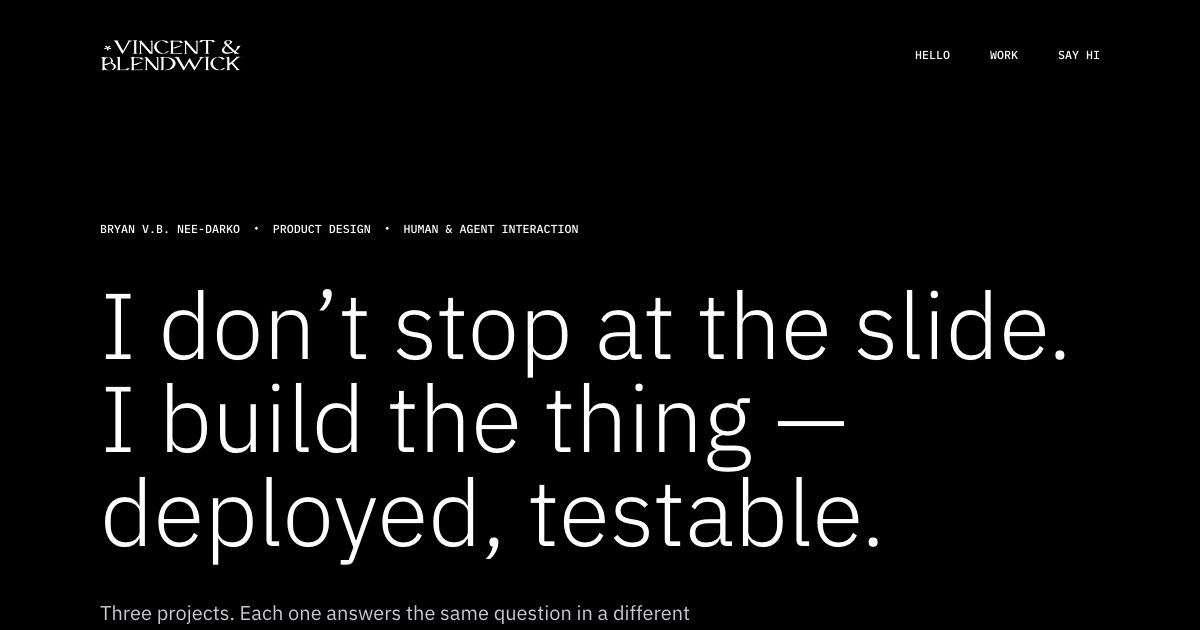 *VINCENT &
BLENDWICK
HELLO WORK SAY HI
BRYAN V.B. NEE-DARKO • PRODUCT DESIGN • HUMAN & AGENT INTERACTION
I don’t stop at the slide.
I build the thing —
deployed, testable.
Three projects. Each one answers the same question in a different